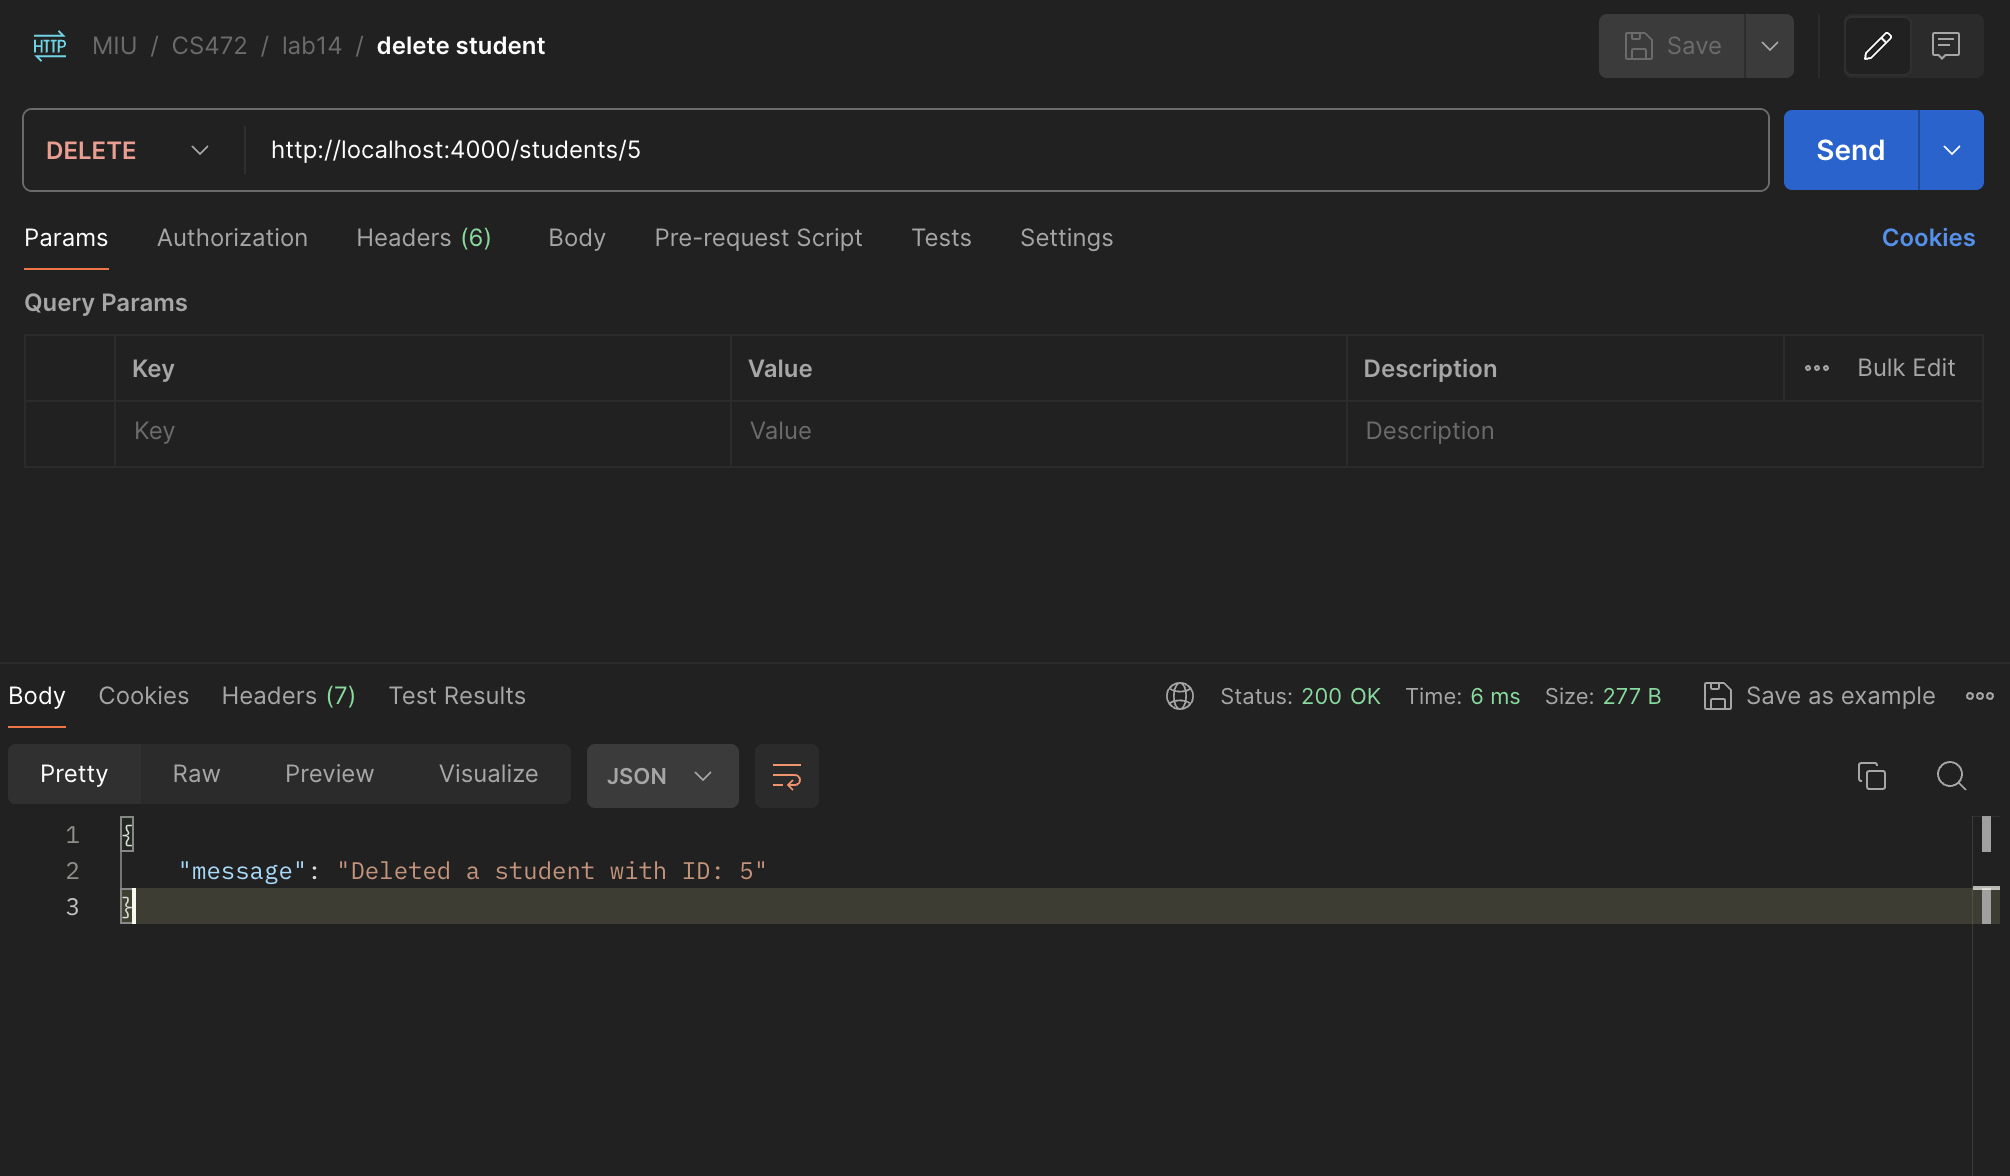 HTTP MIU / CS472 / lab14 / delete student Save
DELETE http://localhost:4000/students/5 Send
Params Authorization Headers (6) Body Pre-request Script Tests Settings Cookies
Query Params
Key Value Description Bulk Edit
Key Value Description
Body Cookies Headers (7) Test Results Status: 200 OK Time: 6 ms Size: 277 B Save as example
Pretty Raw Preview Visualize JSON
1 {
2 "message": "Deleted a student with ID: 5"
3 }